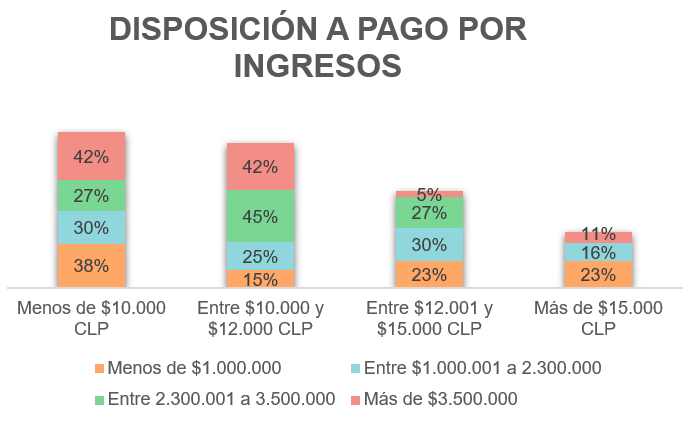 DISPOSICIÓN A PAGO POR
INGRESOS
42%
27%
30%
38%
42%
45%
25%
15%
5%
27%
30%
23%
11%
16%
23%
Menos de $10.000
CLP
Entre $10.000 y
$12.000 CLP
Entre $12.001 y
$15.000 CLP
Más de $15.000
CLP
Menos de $1.000.000
Entre $1.000.001 a 2.300.000
Entre 2.300.001 a 3.500.000
Más de $3.500.000